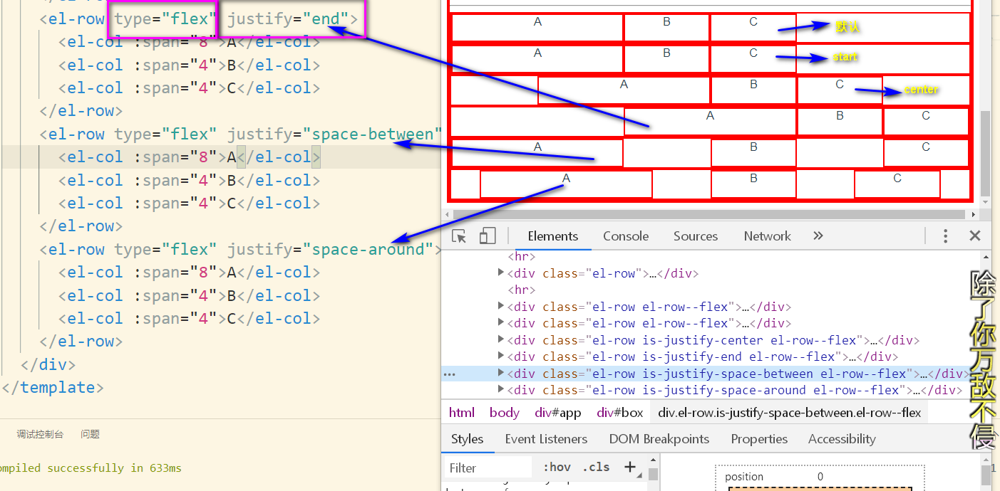 <el-row type="flex" justify="end">
<el-col :span="8">A</el-col>
<el-col :span="4">B</el-col>
<el-col :span="4">C</el-col>
</el-row>
<el-row type="flex" justify="space-between"
<el-col :span="8">A</el-col>
<el-col :span="4">B</el-col>
<el-col :span="4">C</el-col>
</el-row>
<el-row type="flex" justify="space-around">
<el-col :span="8">A</el-col>
<el-col :span="4">B</el-col>
<el-col :span="4">C</el-col>
</el-row>
</div>
</template>
调试控制台 问题
ompiled successfully in 633ms
A B C 默认
A B C start
A B C center
A B C
A B C
A B C
Elements Console Sources Network »
<hr>
<div class="el-row">…</div>
<hr>
<div class="el-row el-row--flex">…</div>
<div class="el-row el-row--flex">…</div>
<div class="el-row is-justify-center el-row--flex">…</div>
<div class="el-row is-justify-end el-row--flex">…</div>
<div class="el-row is-justify-space-between el-row--flex">…</div>
<div class="el-row is-justify-space-around el-row--flex">…</div>
html body div#app div#box div.el-row.is-justify-space-between.el-row--flex
Styles Event Listeners DOM Breakpoints Properties Accessibility
Filter :hov .cls +
position 0
除了你万敌不侵